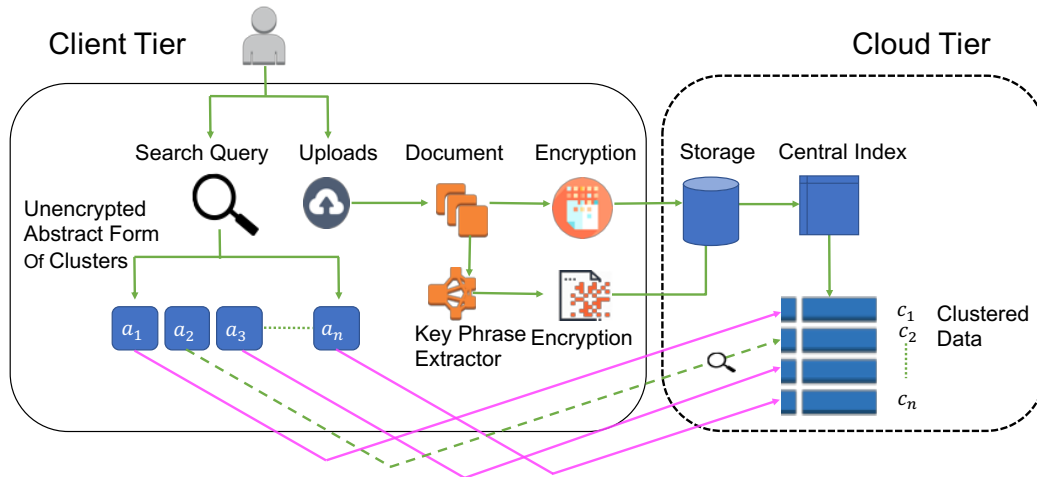 Client Tier
Cloud Tier
Search Query
Uploads
Document
Encryption
Storage
Central Index
Unencrypted
Abstract Form
Of Clusters
a1
a2
a3
an
Key Phrase
Extractor
Encryption
c1
c2
cn
Clustered
Data